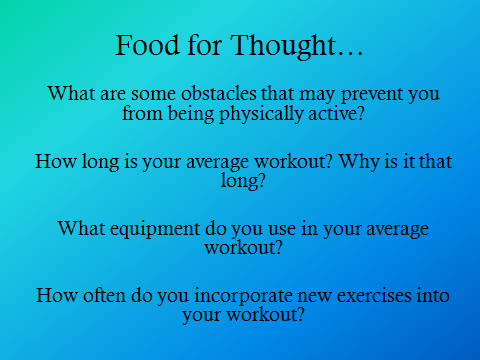 Food for Thought…
What are some obstacles that may prevent you
from being physically active?
How long is your average workout? Why is it that
long?
What equipment do you use in your average
workout?
How often do you incorporate new exercises into
your workout?